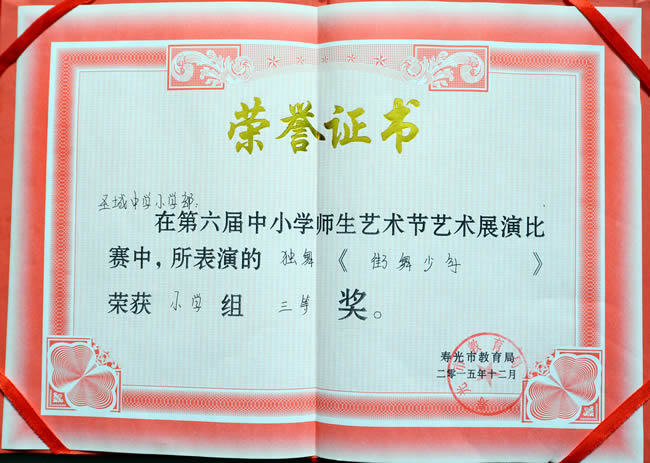 荣誉证书
圣城中学小学部:
在第六届中小学师生艺术节艺术展演比
赛中,所表演的 独舞 《 街舞少年 》
荣获 小学 组 三等 奖。
寿光市教育局
二〇一五年十二月